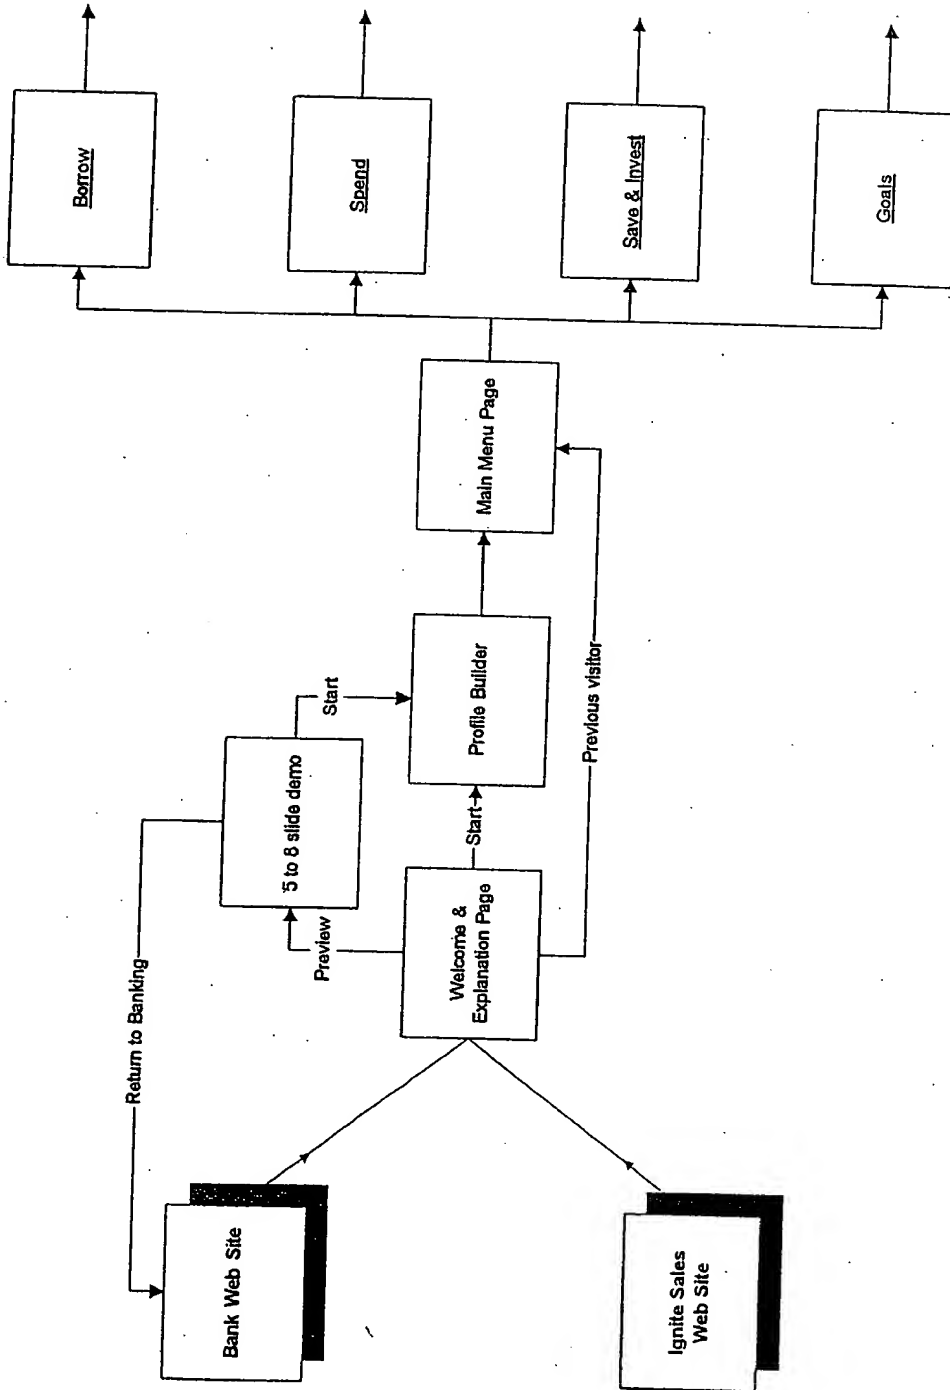 Bank Web Site
Ignite Sales
Web Site
Return to Banking
Welcome &
Explanation Page
Preview
Start
Previous visitor
5 to 8 slide demo
Start
Profile Builder
Main Menu Page
Borrow
Spend
Save & Invest
Goals